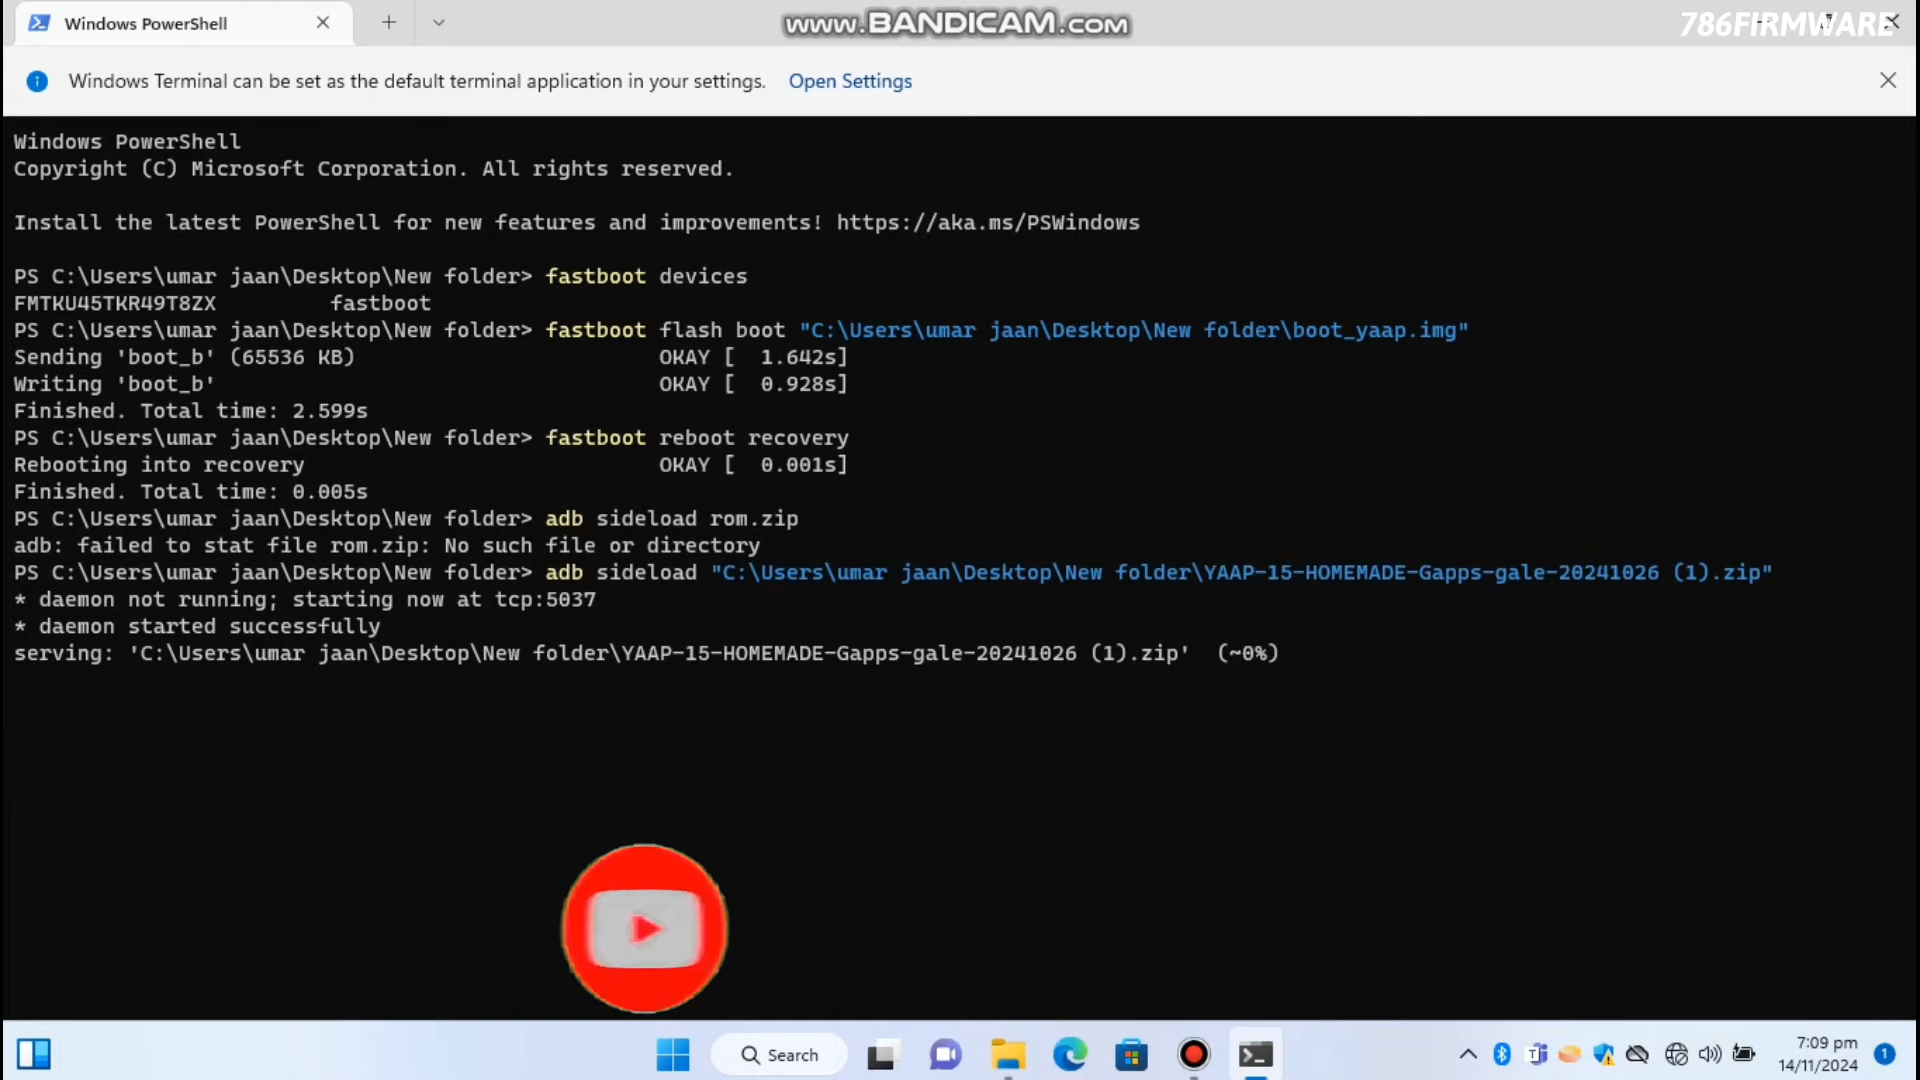 Windows PowerShell
www.BANDICAM.com
786FIRMWARE
Windows Terminal can be set as the default terminal application in your settings. Open Settings
Windows PowerShell
Copyright (C) Microsoft Corporation. All rights reserved.
Install the latest PowerShell for new features and improvements! https://aka.ms/PSWindows
PS C:\Users\umar jaan\Desktop\New folder> fastboot devices
FMTKU45TKR49T8ZX fastboot
PS C:\Users\umar jaan\Desktop\New folder> fastboot flash boot "C:\Users\umar jaan\Desktop\New folder\boot_yaap.img"
Sending 'boot_b' (65536 KB) OKAY [ 1.642s]
Writing 'boot_b' OKAY [ 0.928s]
Finished. Total time: 2.599s
PS C:\Users\umar jaan\Desktop\New folder> fastboot reboot recovery
Rebooting into recovery OKAY [ 0.001s]
Finished. Total time: 0.005s
PS C:\Users\umar jaan\Desktop\New folder> adb sideload rom.zip
adb: failed to stat file rom.zip: No such file or directory
PS C:\Users\umar jaan\Desktop\New folder> adb sideload "C:\Users\umar jaan\Desktop\New folder\YAAP-15-HOMEMADE-Gapps-gale-20241026 (1).zip"
* daemon not running; starting now at tcp:5037
* daemon started successfully
serving: 'C:\Users\umar jaan\Desktop\New folder\YAAP-15-HOMEMADE-Gapps-gale-20241026 (1).zip' (~0%)
Search
7:09 pm
14/11/2024
1